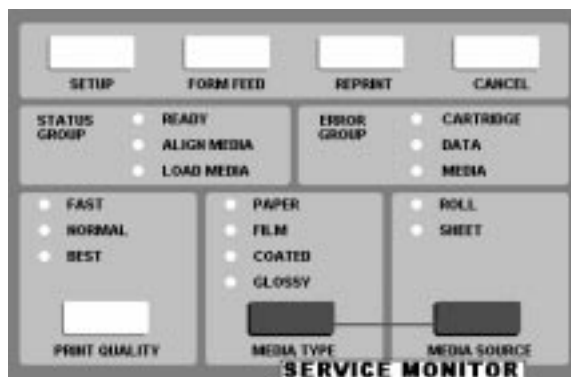 SETUP
FORM FEED
REPRINT
CANCEL
STATUS GROUP
READY
ALIGN MEDIA
LOAD MEDIA
ERROR GROUP
CARTRIDGE
DATA
MEDIA
FAST
NORMAL
BEST
PRINT QUALITY
PAPER
FILM
COATED
GLOSSY
MEDIA TYPE
ROLL
SHEET
MEDIA SOURCE
SERVICE MONITOR